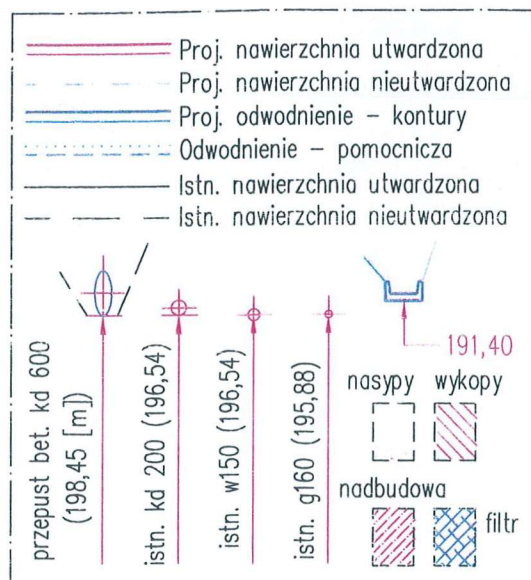 Proj. nawierzchnia utwardzona
Proj. nawierzchnia nieutwardzona
Proj. odwodnienie – kontury
Odwodnienie – pomocnicza
Istn. nawierzchnia utwardzona
Istn. nawierzchnia nieutwardzona
przepust bet. kd 600
(198,45 [m])
istn. kd 200 (196,54)
istn. w150 (196,54)
istn. g160 (195,88)
191,40
nasypy wykopy
nadbudowa
filtr